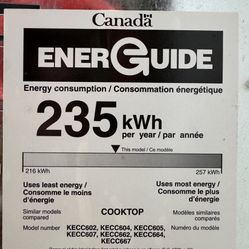 Canada
ENERGUIDE
Energy consumption / Consommation énergétique
235 kWh
per year / par année
This model / Ce modèle
216 kWh 257 kWh
Uses least energy / Uses most energy /
Consomme le moins Consomme le plus
d'énergie d'énergie
Similar models COOKTOP Modèles similaires
compared comparés
Model number KECC602, KECC604, KECC605, Numéro du modèle
KECC607, KECC662, KECC664,
KECC667